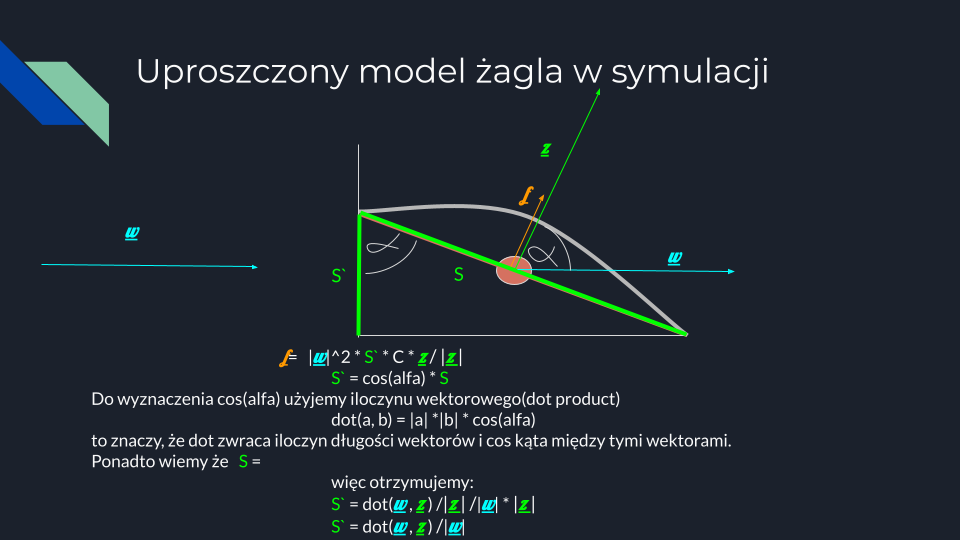 Uproszczony model żagla w symulacji
z
f
w
w
α
α
S`
S
f= |w|^2 * S` * C * z / |z|
S` = cos(alfa) * S
Do wyznaczenia cos(alfa) użyjemy iloczynu wektorowego(dot product)
dot(a, b) = |a| *|b| * cos(alfa)
to znaczy, że dot zwraca iloczyn długości wektorów i cos kąta między tymi wektorami.
Ponadto wiemy że S =
więc otrzymujemy:
S` = dot(w, z) /|z| /|w| * |z|
S` = dot(w, z) /|w|